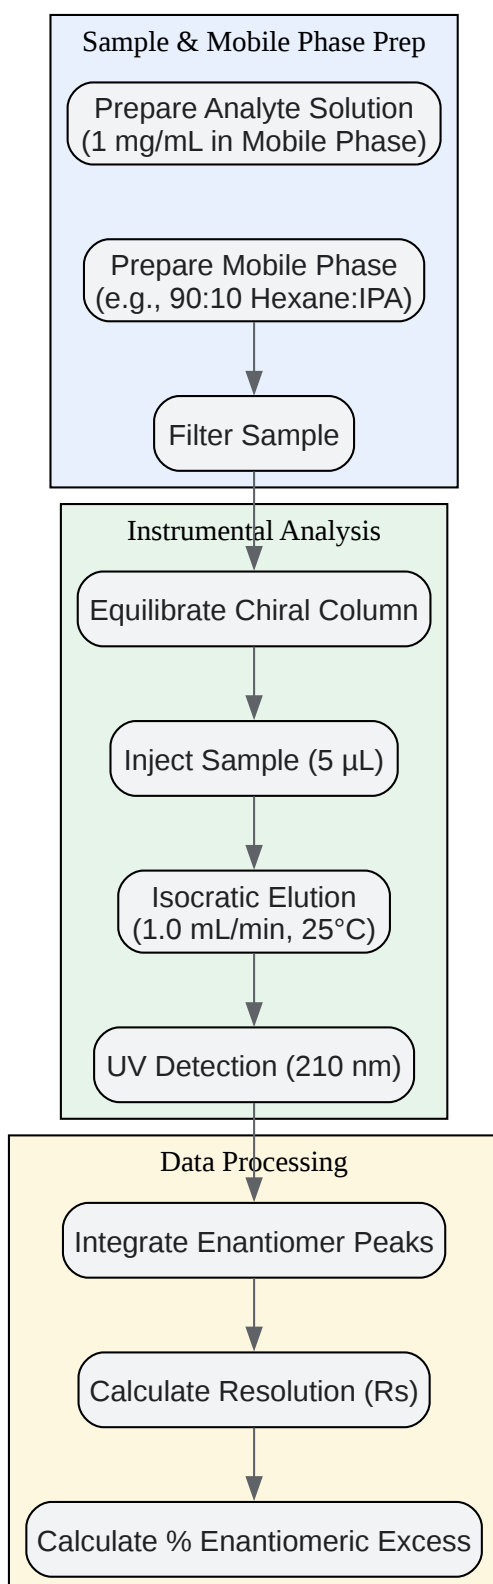 Sample & Mobile Phase Prep
Prepare Analyte Solution
(1 mg/mL in Mobile Phase)
Prepare Mobile Phase
(e.g., 90:10 Hexane:IPA)
Filter Sample
Instrumental Analysis
Equilibrate Chiral Column
Inject Sample (5 µL)
Isocratic Elution
(1.0 mL/min, 25°C)
UV Detection (210 nm)
Data Processing
Integrate Enantiomer Peaks
Calculate Resolution (Rs)
Calculate % Enantiomeric Excess